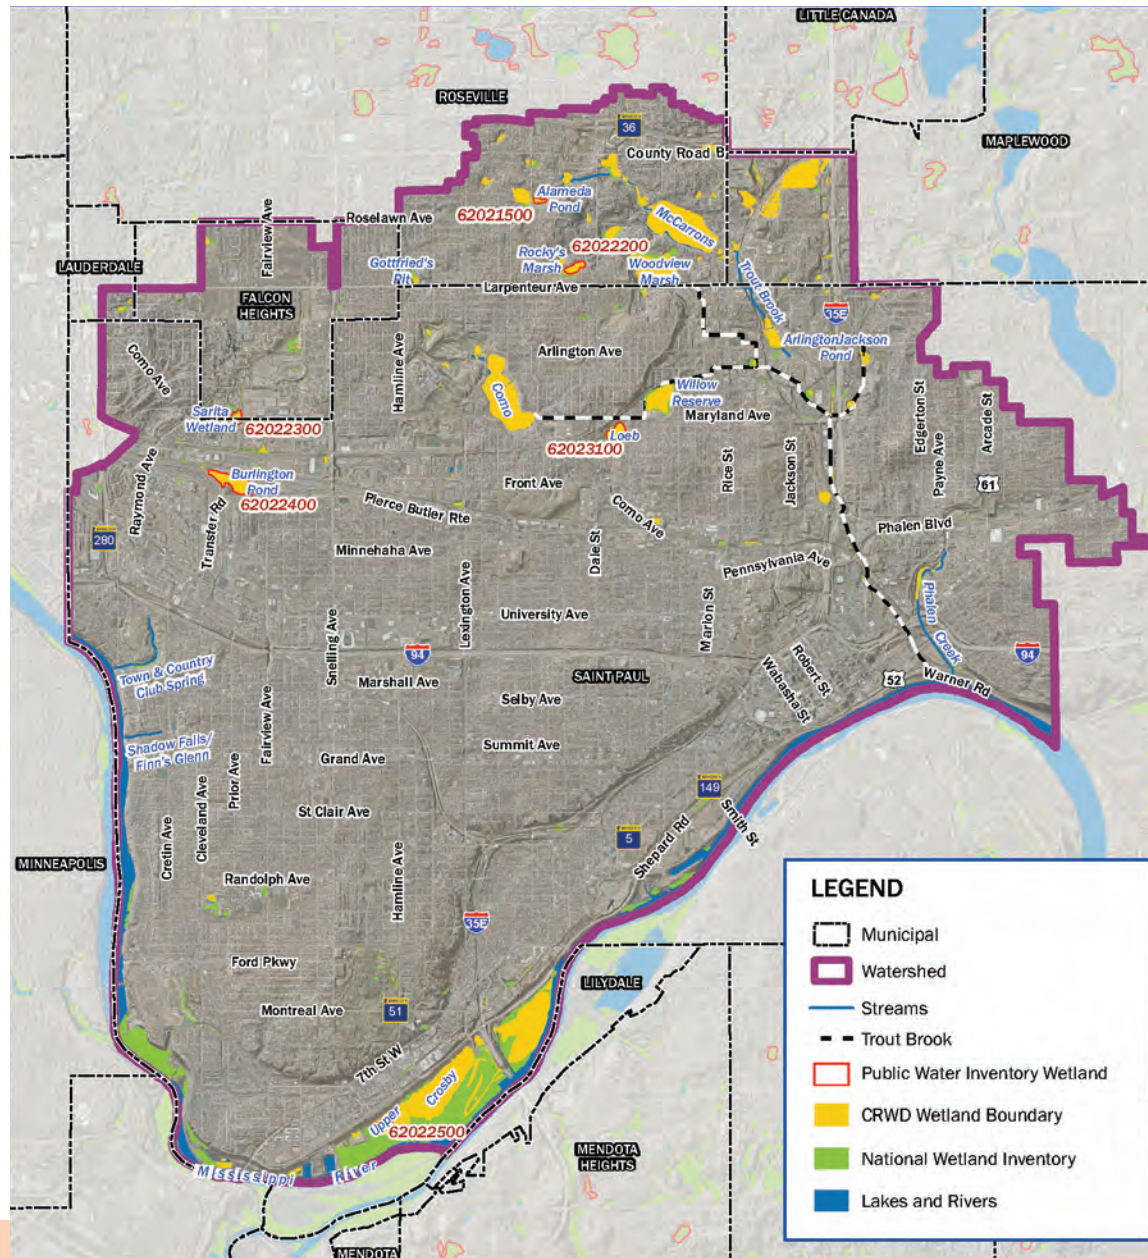 LITTLE CANADA
ROSEVILLE
36
County Road B
MAPLEWOOD
Alameda
Pond
62021500
Roselawn Ave
McCarrons
62022200
Fairview Ave
Rocky's
Marsh
Woodview
Marsh
Gottfried's
Pit
LAUDERDALE
Larpenteur Ave
Trout Brook
FALCON
HEIGHTS
35E
Como Ave
Hamline Ave
Arlington Ave
ArlingtonJackson
Pond
Como
Willow
Reserve
Maryland Ave
Sarita
Wetland
62022300
Loeb
62023100
Edgerton St
Payne Ave
Arcade St
Rice St
Jackson St
Raymond Ave
Burlington
Pond
62022400
Front Ave
61
Transfer Rd
Pierce Butler Rte
Como Ave
Phalen Blvd
280
Minnehaha Ave
Dale St
Pennsylvania Ave
Lexington Ave
University Ave
Marion St
Phalen
Creek
Snelling Ave
94
94
Town & Country
Club Spring
Marshall Ave
SAINT PAUL
Robert St
Wabasha St
52
Warner Rd
Selby Ave
Shadow Falls/
Finn's Glenn
Fairview Ave
Summit Ave
Grand Ave
Prior Ave
Cleveland Ave
Cretin Ave
St Clair Ave
149
Smith St
5
Shepard Rd
MINNEAPOLIS
Randolph Ave
Hamline Ave
35E
Ford Pkwy
LILYDALE
Montreal Ave
51
7th St W
Upper
Crosby
62022500
Mississippi River
MENDOTA
HEIGHTS
MENDOTA
LEGEND
Municipal
Watershed
Streams
Trout Brook
Public Water Inventory Wetland
CRWD Wetland Boundary
National Wetland Inventory
Lakes and Rivers